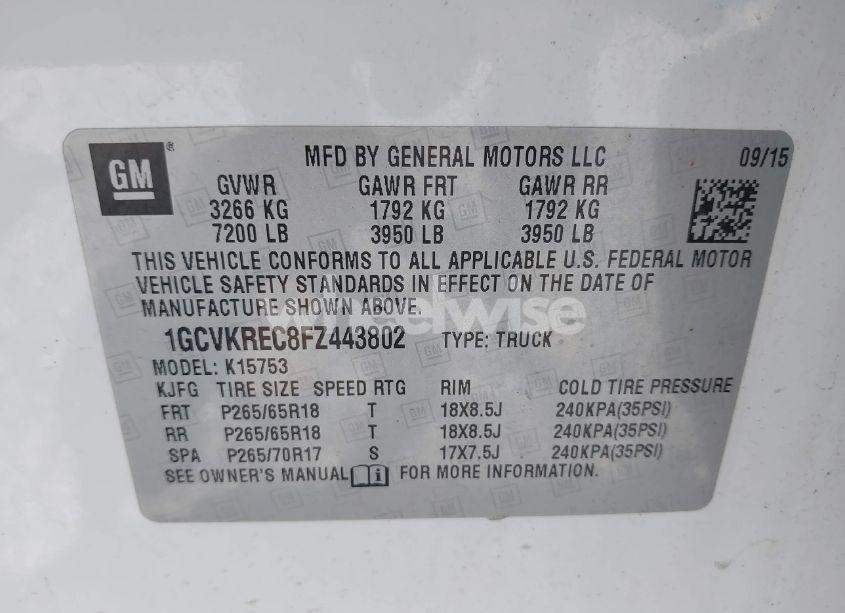 GM®
MFD BY GENERAL MOTORS LLC 09/15
GVWR GAWR FRT GAWR RR
3266 KG 1792 KG 1792 KG
7200 LB 3950 LB 3950 LB
THIS VEHICLE CONFORMS TO ALL APPLICABLE U.S. FEDERAL MOTOR
VEHICLE SAFETY STANDARDS IN EFFECT ON THE DATE OF
MANUFACTURE SHOWN ABOVE.
wheelwise
1GCVKREC8FZ443802 TYPE: TRUCK
MODEL: K15753
KJFG TIRE SIZE SPEED RTG RIM COLD TIRE PRESSURE
FRT P265/65R18 T 18X8.5J 240KPA(35PSI)
RR P265/65R18 T 18X8.5J 240KPA(35PSI)
SPA P265/70R17 S 17X7.5J 240KPA(35PSI)
SEE OWNER'S MANUAL i FOR MORE INFORMATION.